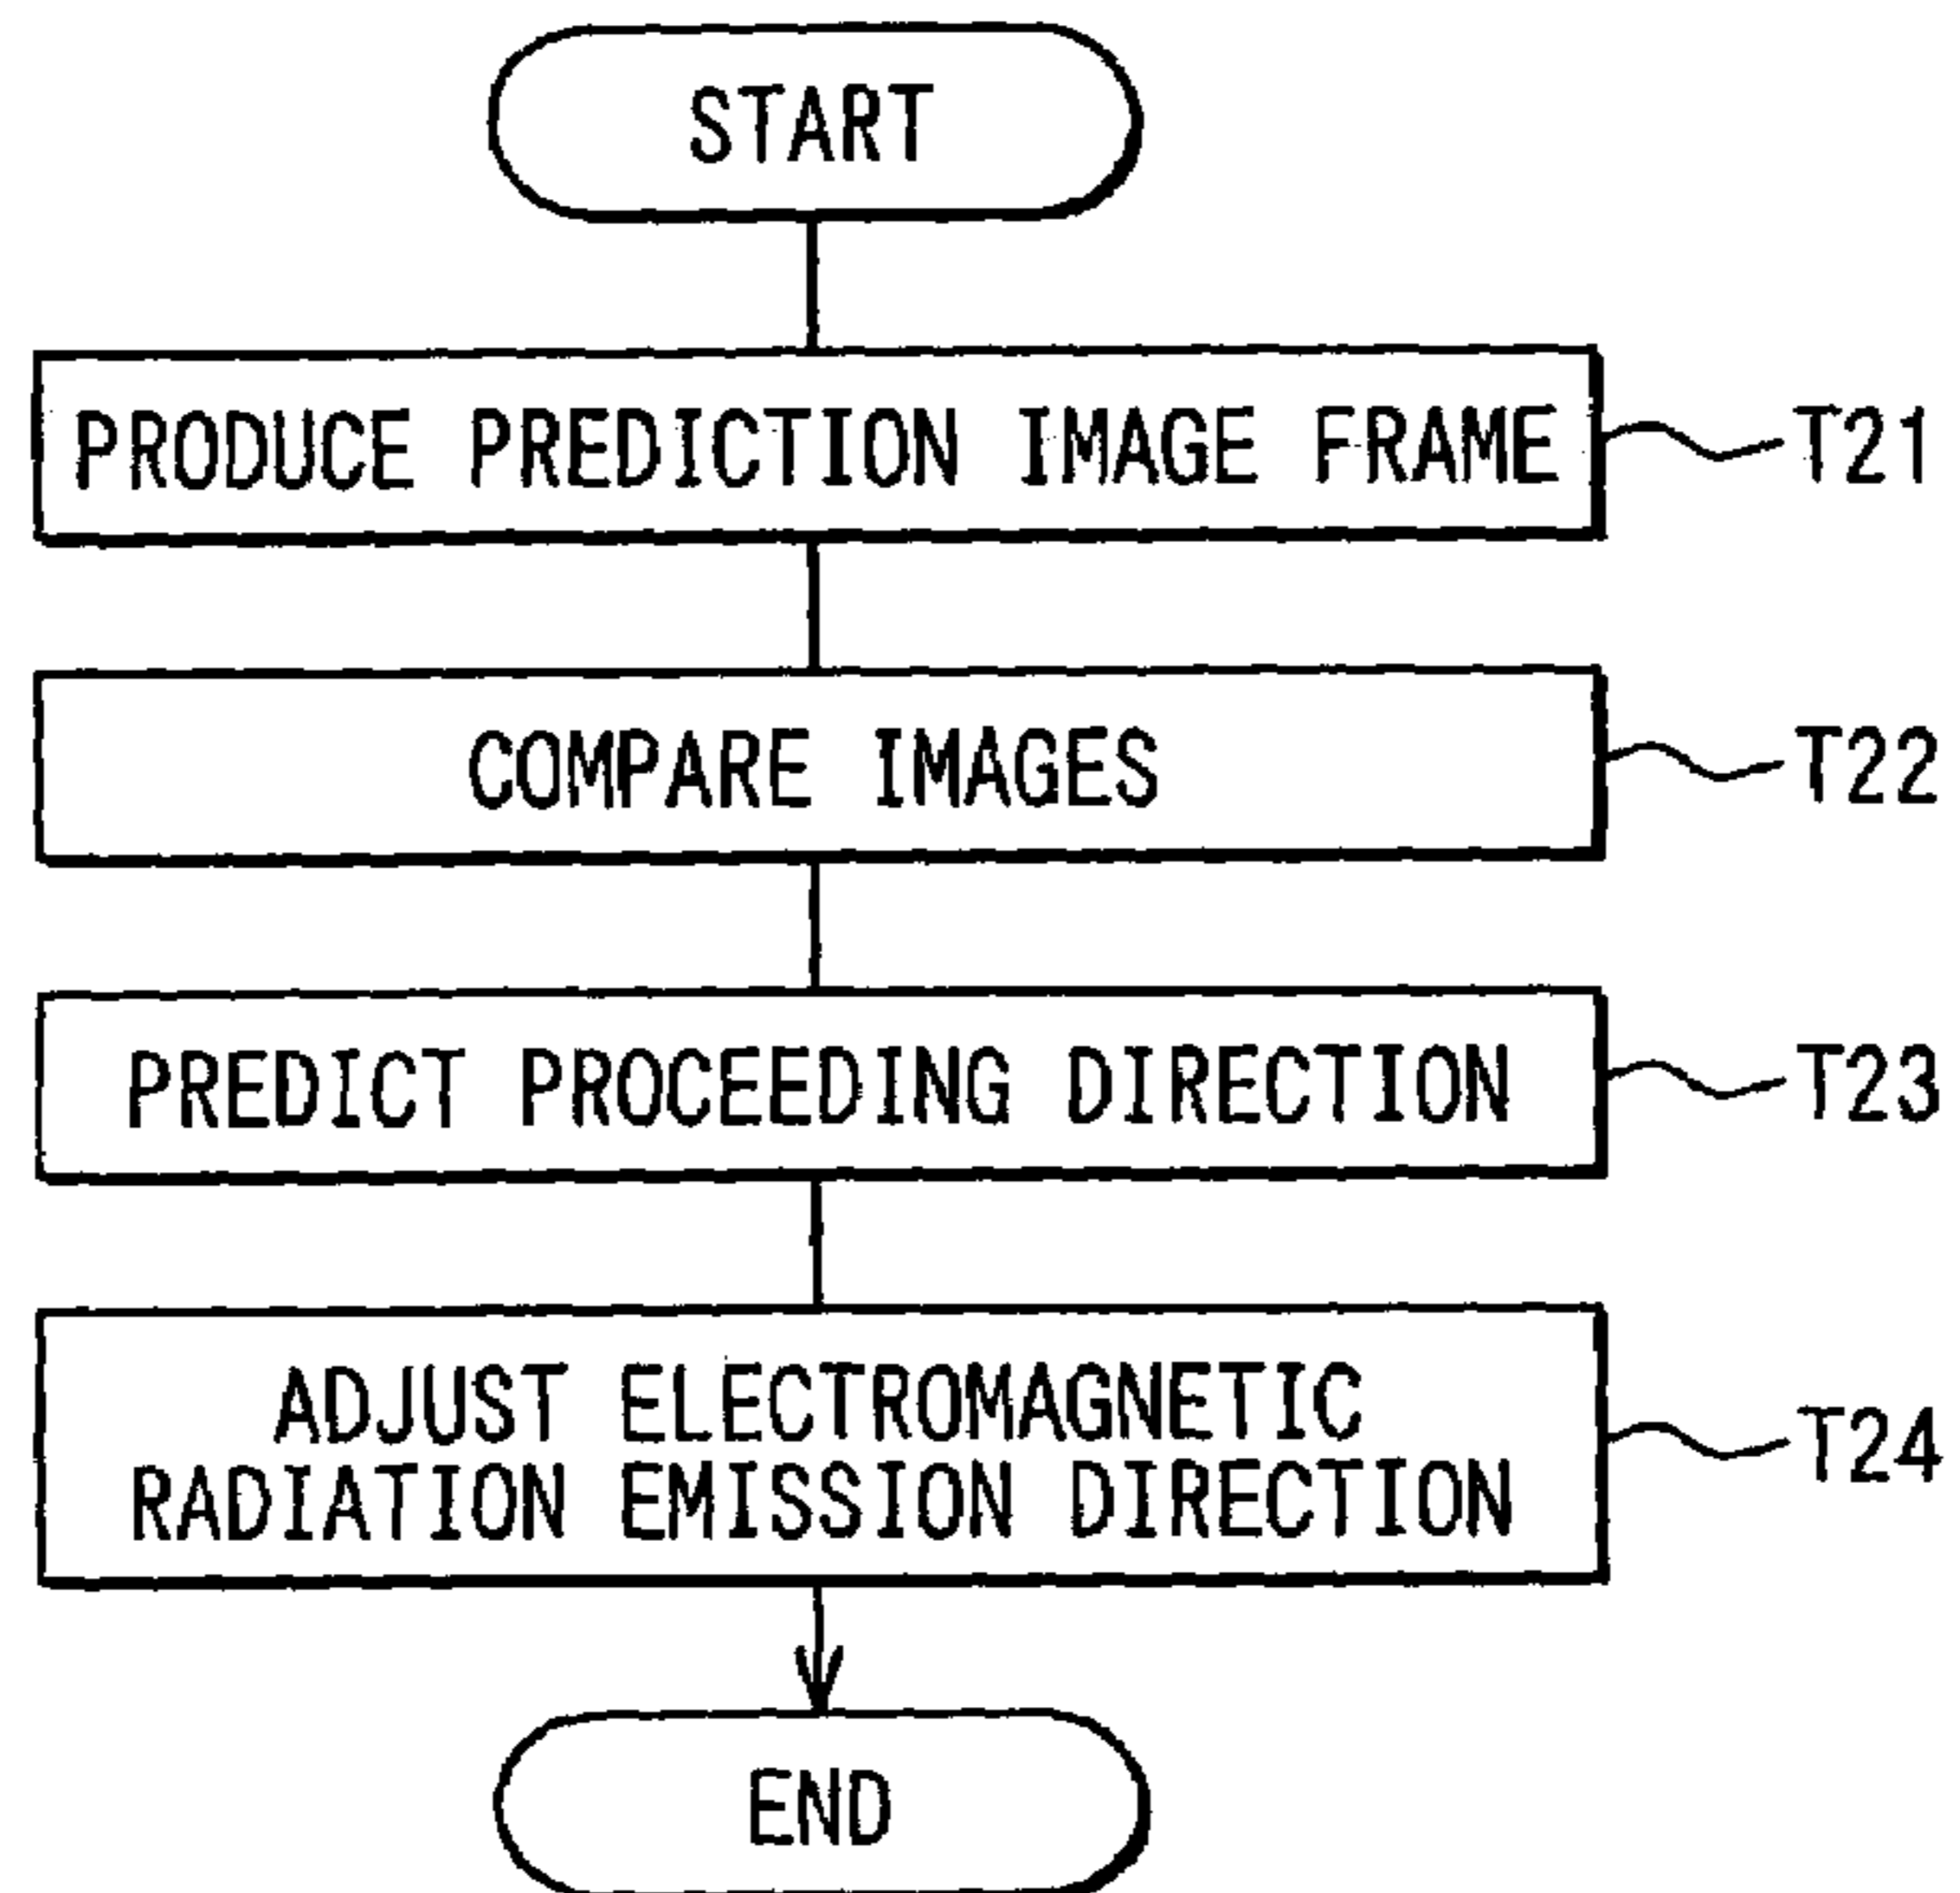 START
PRODUCE PREDICTION IMAGE FRAME T21
COMPARE IMAGES T22
PREDICT PROCEEDING DIRECTION T23
ADJUST ELECTROMAGNETIC
RADIATION EMISSION DIRECTION T24
END